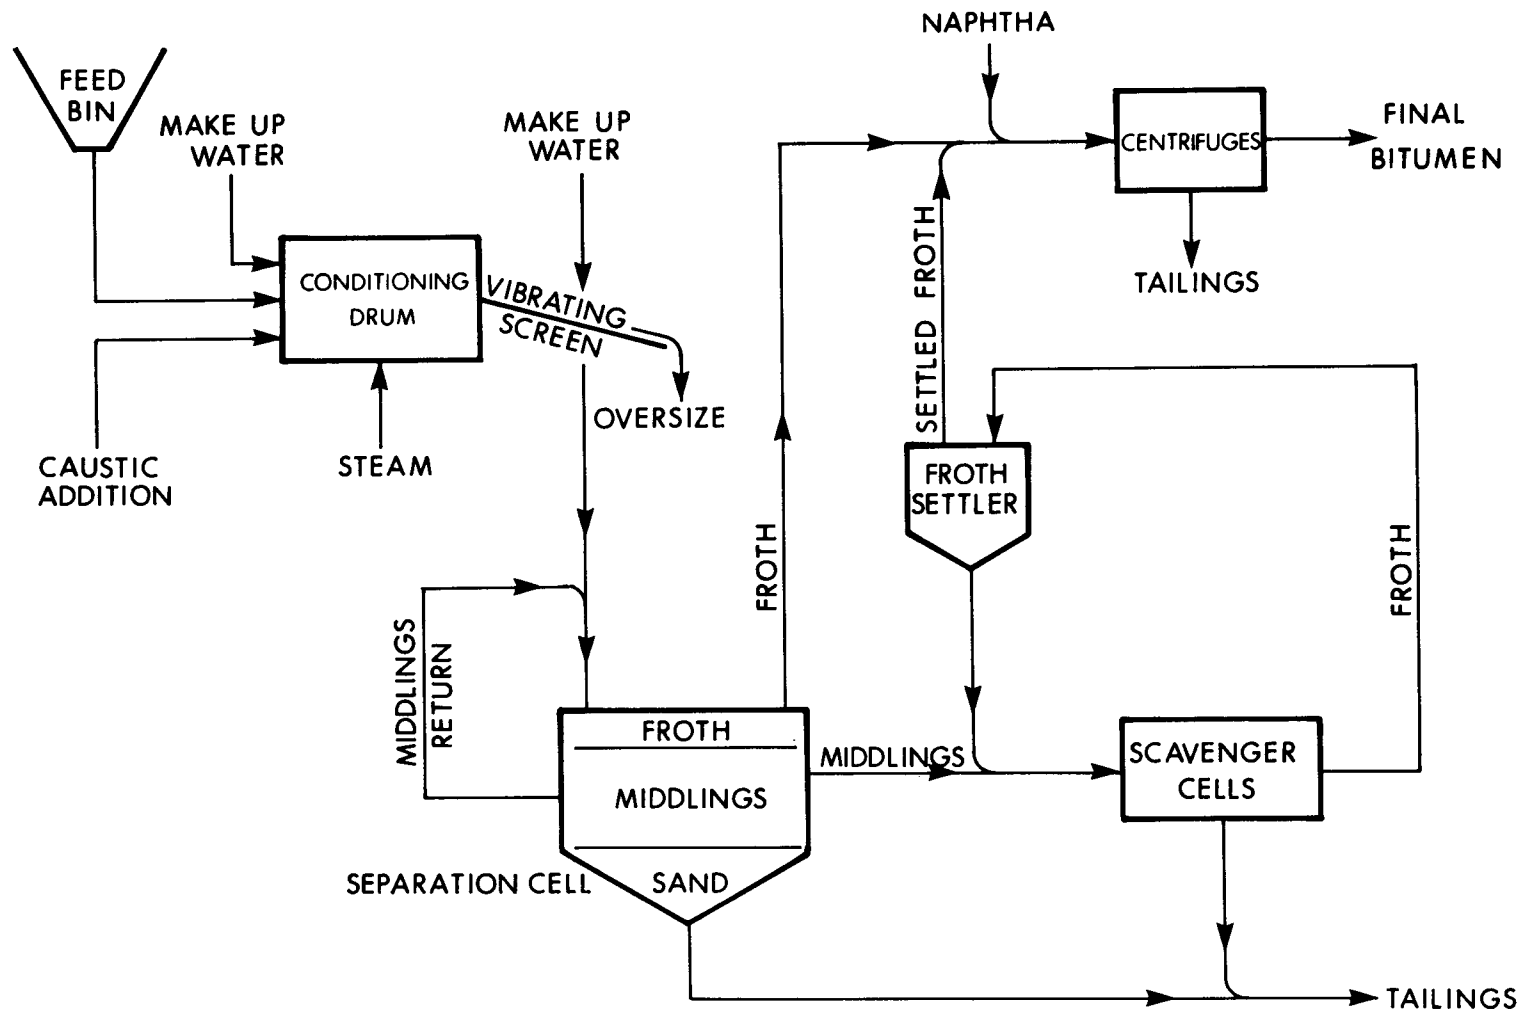 NAPHTHA
FEED
BIN
MAKE UP
WATER
MAKE UP
WATER
CENTRIFUGES
FINAL
BITUMEN
CONDITIONING
DRUM
VIBRATING
SCREEN
TAILINGS
SETTLED FROTH
OVERSIZE
CAUSTIC
ADDITION
STEAM
FROTH
SETTLER
FROTH
FROTH
MIDDLINGS
RETURN
FROTH
MIDDLINGS
MIDDLINGS
SCAVENGER
CELLS
SEPARATION CELL
SAND
TAILINGS